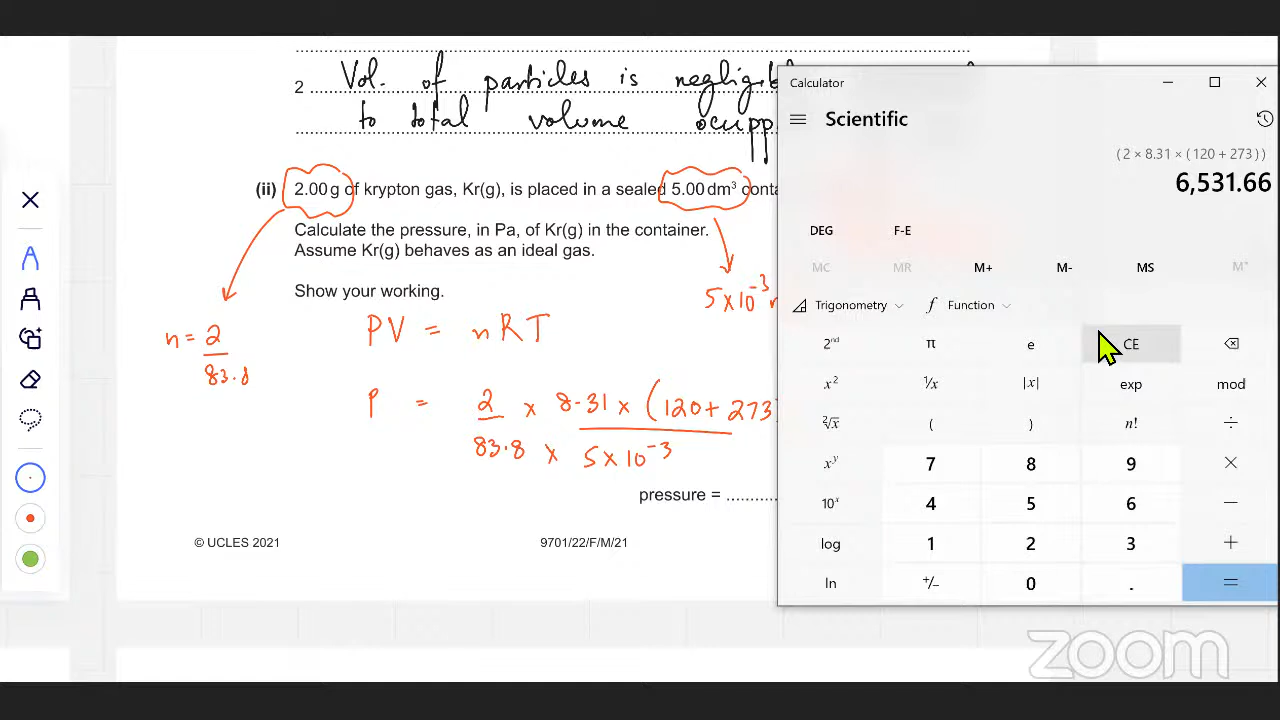 2 Vol. of particles is
to total volume
(ii) 2.00 g of krypton gas, Kr(g), is placed in a sealed 5.00 dm³
Calculate the pressure, in Pa, of Kr(g) in the container.
Assume Kr(g) behaves as an ideal gas.
Show your working.
5×10⁻³
n = 2
83.8
PV = nRT
P = 2 × 8.31 × (120 + 273)
83.8 × 5×10⁻³
pressure = ...........
© UCLES 2021 9701/22/F/M/21
Calculator
Scientific
(2 × 8.31 × (120 + 273))
6,531.66
DEG F-E
MC MR M+ M- MS M˅
Trigonometry f Function
2ⁿᵈ π e CE
x² ¹/x |x| exp mod
²√x ( ) n! ÷
xʸ 7 8 9 ×
10ˣ 4 5 6 −
log 1 2 3 +
ln +/− 0 . =
zoom